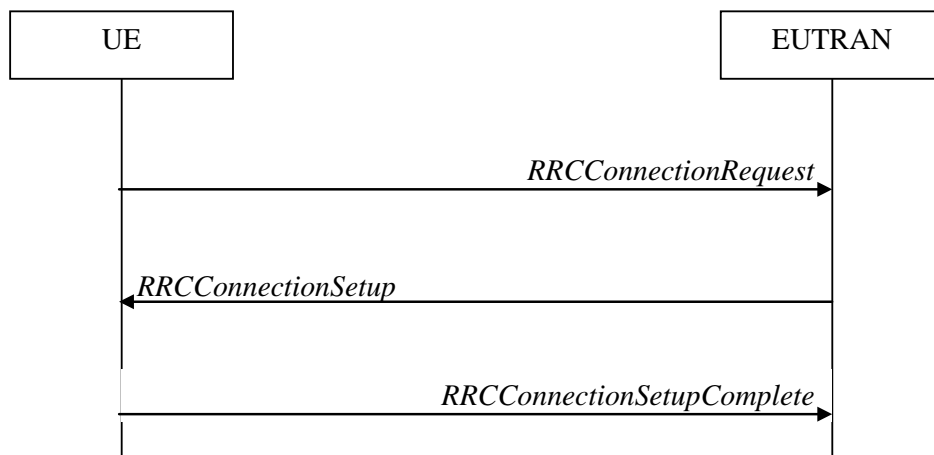 UE
EUTRAN
RRCConnectionRequest
RRCConnectionSetup
RRCConnectionSetupComplete